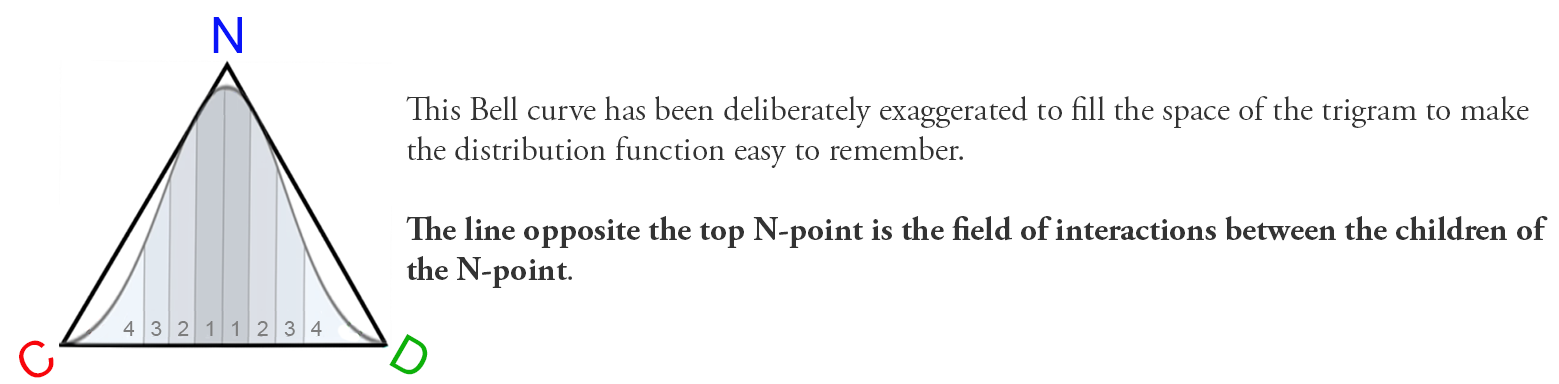 N
This Bell curve has been deliberately exaggerated to fill the space of the trigram to make
the distribution function easy to remember.
The line opposite the top N-point is the field of interactions between the children of
the N-point.
4 3 2 1 1 2 3 4
C
D